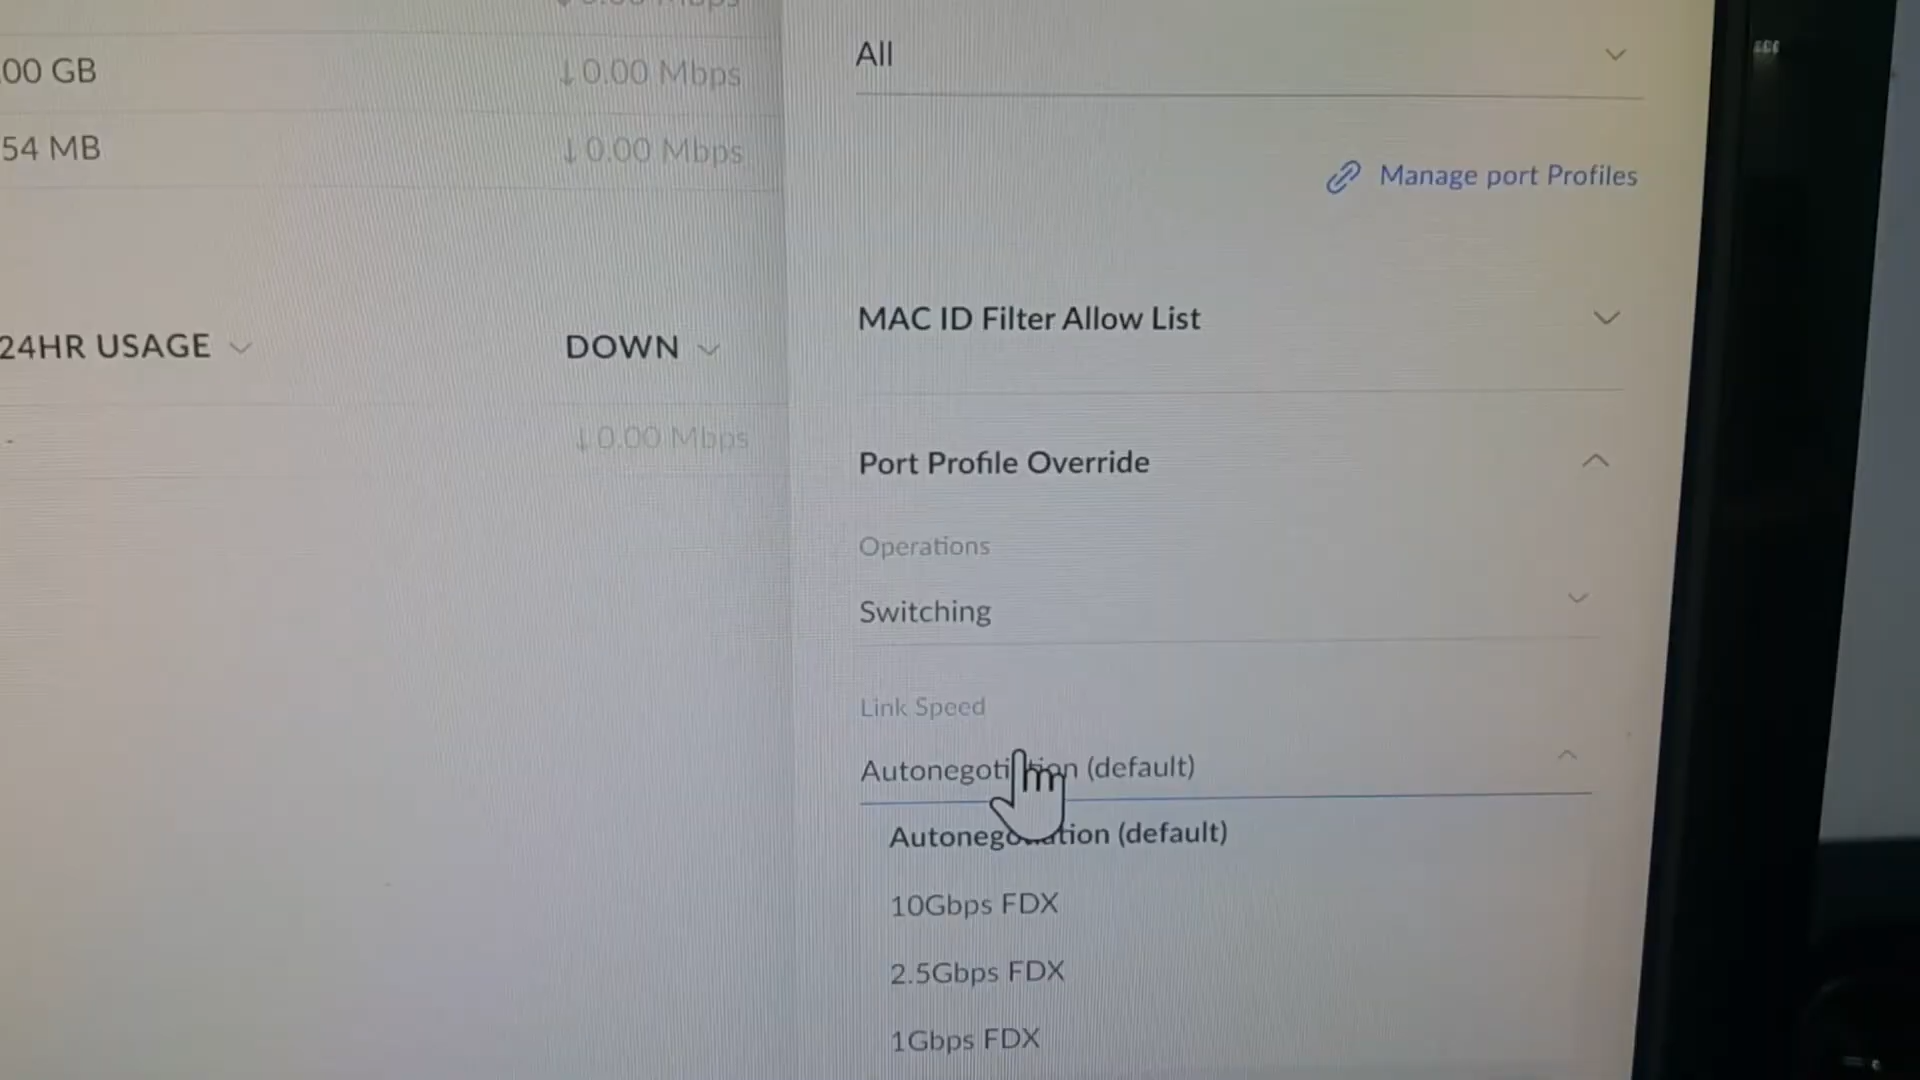 00 GB
0.00 Mbps
54 MB
0.00 Mbps
24HR USAGE
DOWN
0.00 Mbps
All
Manage port Profiles
MAC ID Filter Allow List
Port Profile Override
Operations
Switching
Link Speed
Autonegotiation (default)
Autonegotiation (default)
10Gbps FDX
2.5Gbps FDX
1Gbps FDX